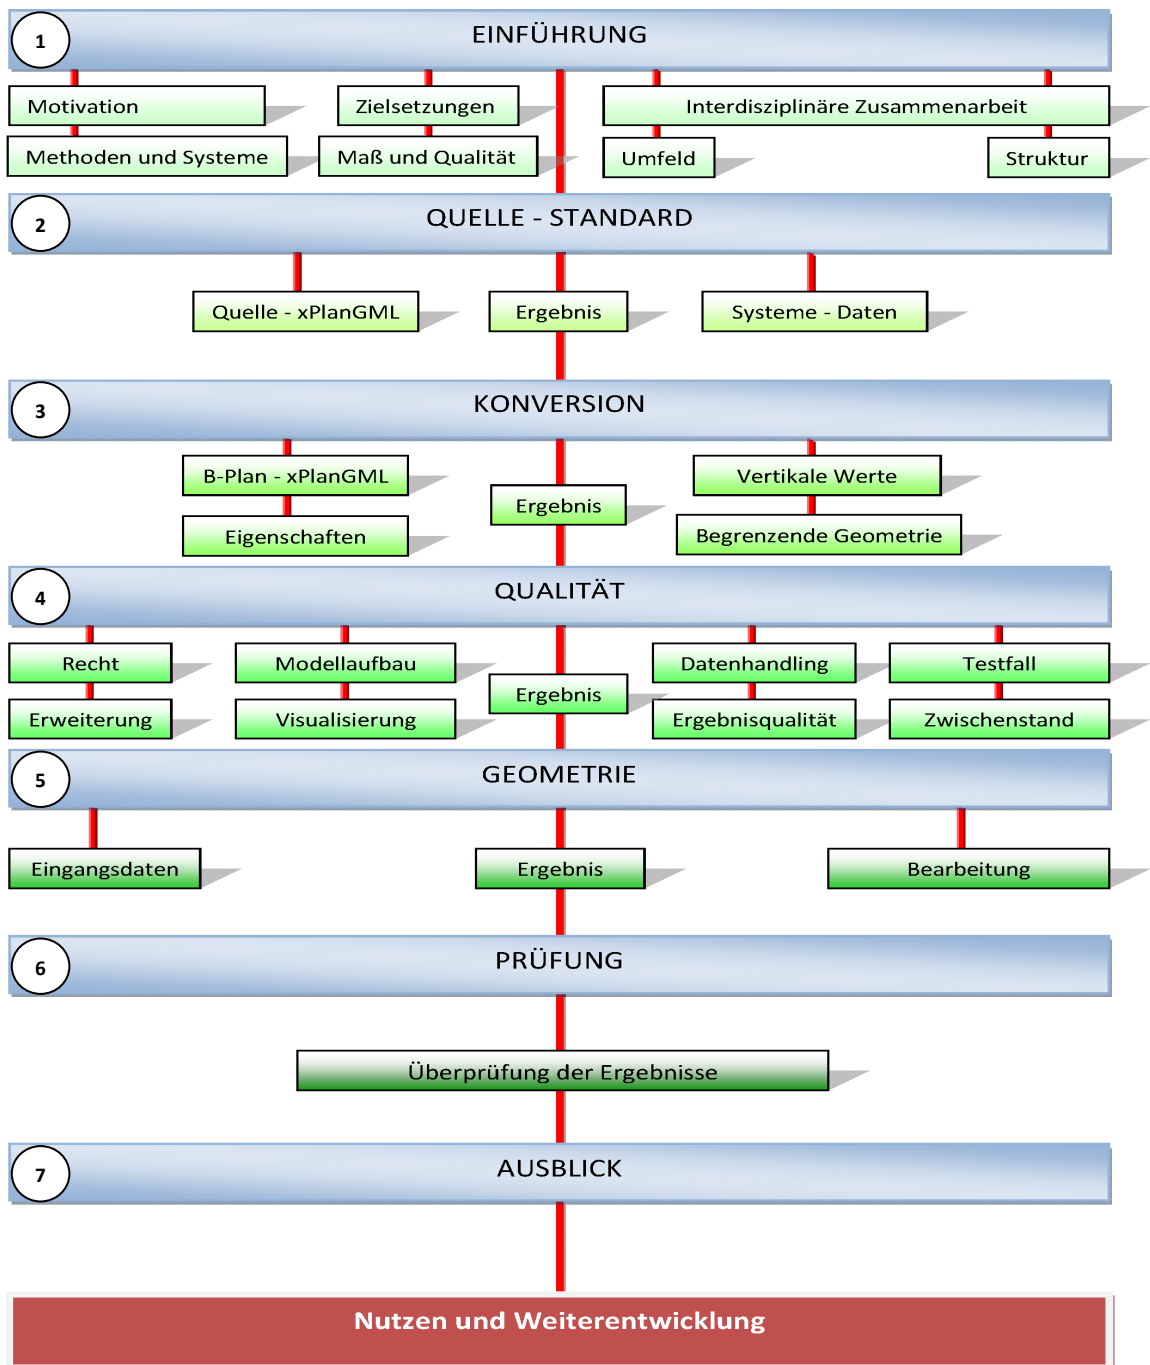 1
EINFÜHRUNG
Motivation
Zielsetzungen
Interdisziplinäre Zusammenarbeit
Methoden und Systeme
Maß und Qualität
Umfeld
Struktur
2
QUELLE - STANDARD
Quelle - xPlanGML
Ergebnis
Systeme - Daten
3
KONVERSION
B-Plan - xPlanGML
Vertikale Werte
Ergebnis
Eigenschaften
Begrenzende Geometrie
4
QUALITÄT
Recht
Modellaufbau
Datenhandling
Testfall
Ergebnis
Erweiterung
Visualisierung
Ergebnisqualität
Zwischenstand
5
GEOMETRIE
Eingangsdaten
Ergebnis
Bearbeitung
6
PRÜFUNG
Überprüfung der Ergebnisse
7
AUSBLICK
Nutzen und Weiterentwicklung